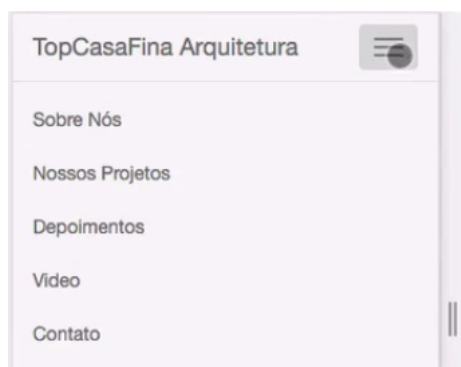 TopCasaFina Arquitetura
Sobre Nós
Nossos Projetos
Depoimentos
Video
Contato